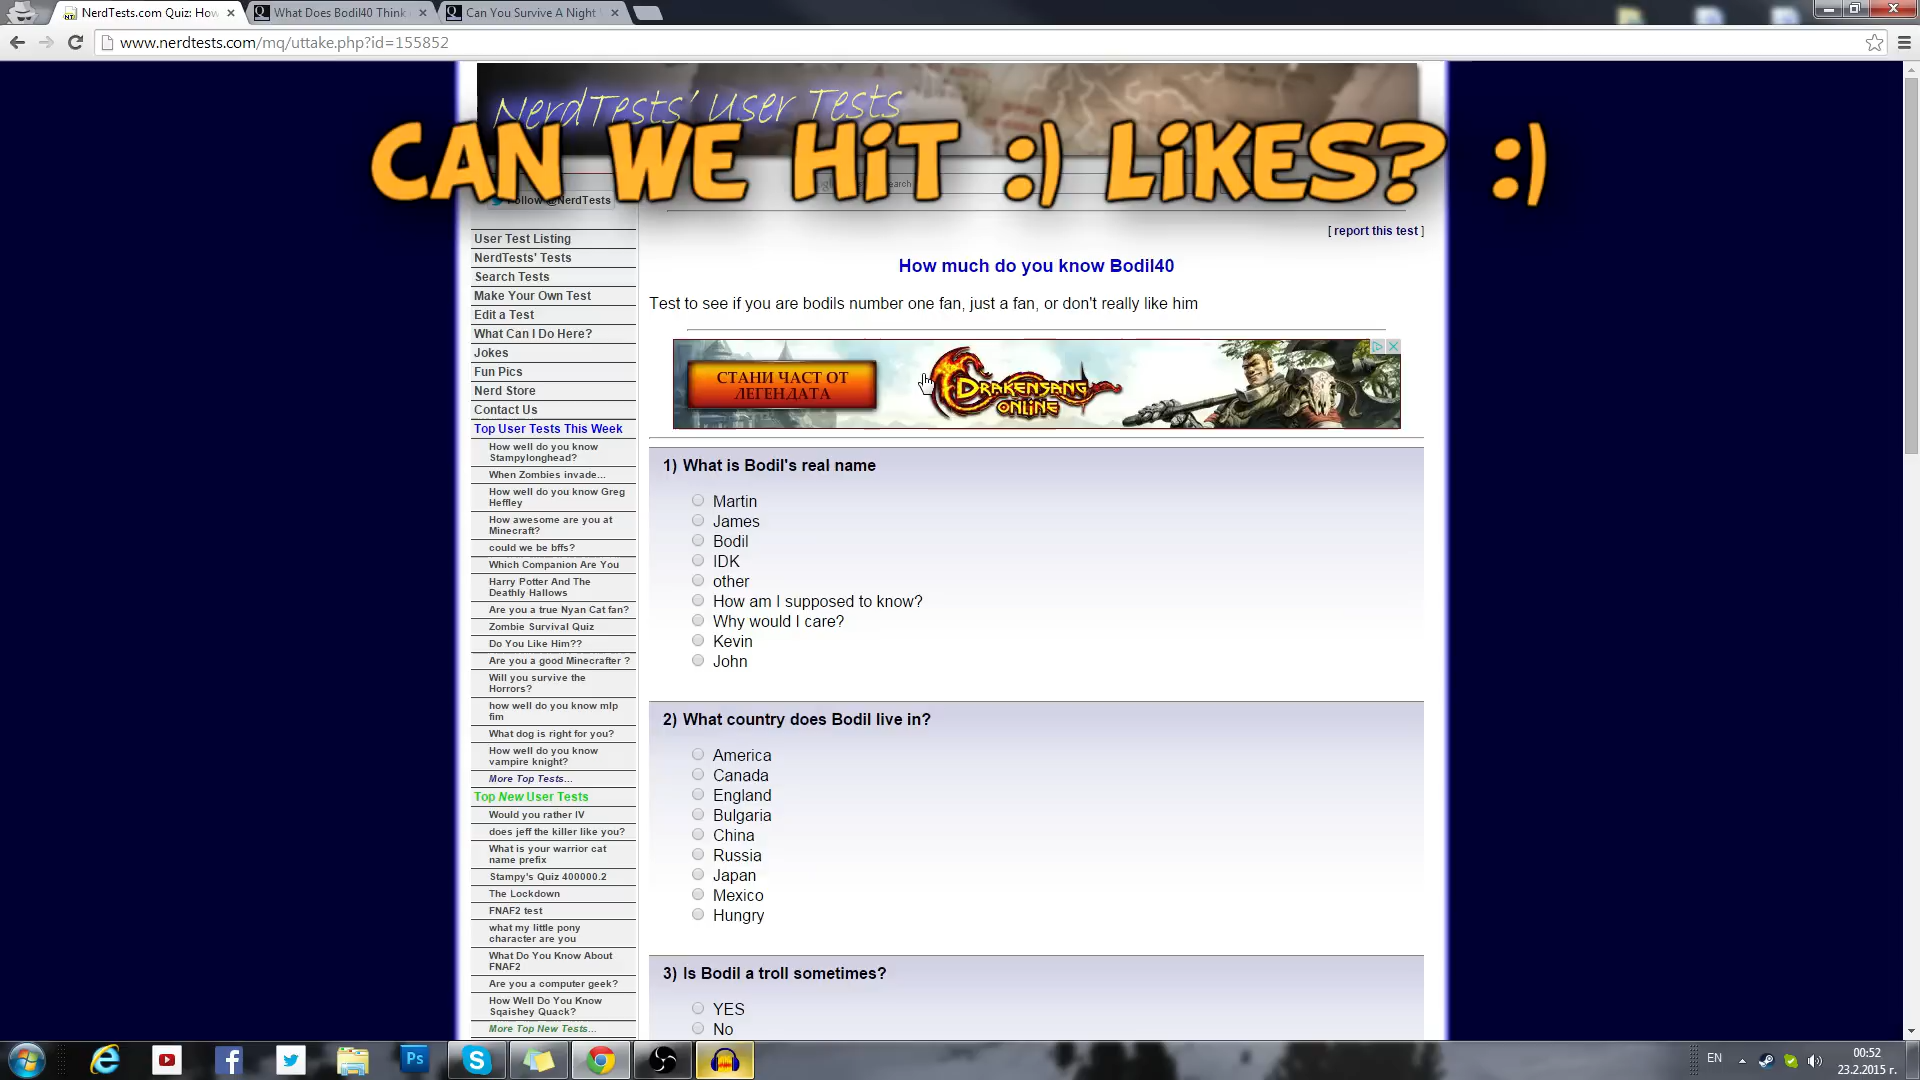 NerdTests.com Quiz: How
What Does Bodil40 Think
Can You Survive A Night
www.nerdtests.com/mq/uttake.php?id=155852
NerdTests' User Tests
CAN WE HiT :) LiKES? :)
Follow @NerdTests
[ report this test ]
User Test Listing
NerdTests' Tests
Search Tests
Make Your Own Test
Edit a Test
What Can I Do Here?
Jokes
Fun Pics
Nerd Store
Contact Us
Top User Tests This Week
How well do you know
Stampylonghead?
When Zombies invade...
How well do you know Greg
Heffley
How awesome are you at
Minecraft?
could we be bffs?
Which Companion Are You
Harry Potter And The
Deathly Hallows
Are you a true Nyan Cat fan?
Zombie Survival Quiz
Do You Like Him??
Are you a good Minecrafter ?
Will you survive the
Horrors?
how well do you know mlp
fim
What dog is right for you?
How well do you know
vampire knight?
More Top Tests...
Top New User Tests
Would you rather IV
does jeff the killer like you?
What is your warrior cat
name prefix
Stampy's Quiz 400000.2
The Lockdown
FNAF2 test
what my little pony
character are you
What Do You Know About
FNAF2
Are you a computer geek?
How Well Do You Know
Sqaishey Quack?
More Top New Tests...
How much do you know Bodil40
Test to see if you are bodils number one fan, just a fan, or don't really like him
СТАНИ ЧАСТ ОТ
ЛЕГЕНДАТА
DRAKENSANG
ONLINE
1) What is Bodil's real name
Martin
James
Bodil
IDK
other
How am I supposed to know?
Why would I care?
Kevin
John
2) What country does Bodil live in?
America
Canada
England
Bulgaria
China
Russia
Japan
Mexico
Hungry
3) Is Bodil a troll sometimes?
YES
No
Ps
EN
00:52
23.2.2015 г.